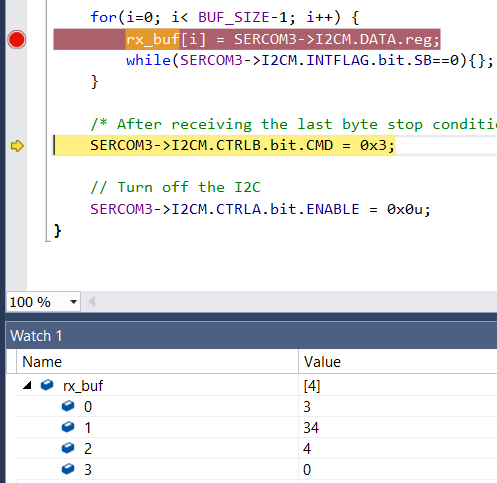 for(i=0; i< BUF_SIZE-1; i++) {
rx_buf[i] = SERCOM3->I2CM.DATA.reg;
while(SERCOM3->I2CM.INTFLAG.bit.SB==0){};
}
/* After receiving the last byte stop conditi
SERCOM3->I2CM.CTRLB.bit.CMD = 0x3;
// Turn off the I2C
SERCOM3->I2CM.CTRLA.bit.ENABLE = 0x0u;
}
100 %
Watch 1
Name Value
rx_buf [4]
0 3
1 34
2 4
3 0